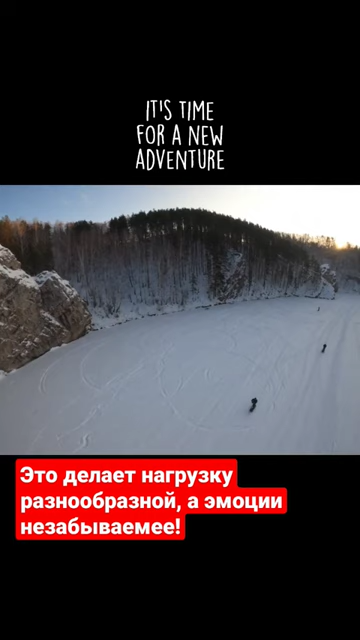 IT'S TIME
FOR A NEW
ADVENTURE
Это делает нагрузку
разнообразной, а эмоции
незабываемее!